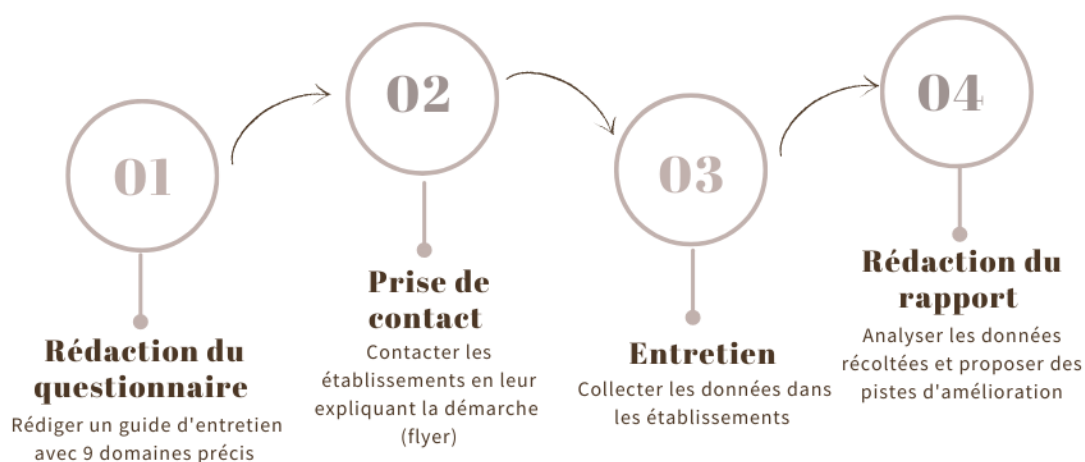 01
Rédaction du
questionnaire
Rédiger un guide d'entretien
avec 9 domaines précis
02
Prise de
contact
Contacter les
établissements en leur
expliquant la démarche
(flyer)
03
Entretien
Collecter les données dans
les établissements
04
Rédaction du
rapport
Analyser les données
récoltées et proposer des
pistes d'amélioration